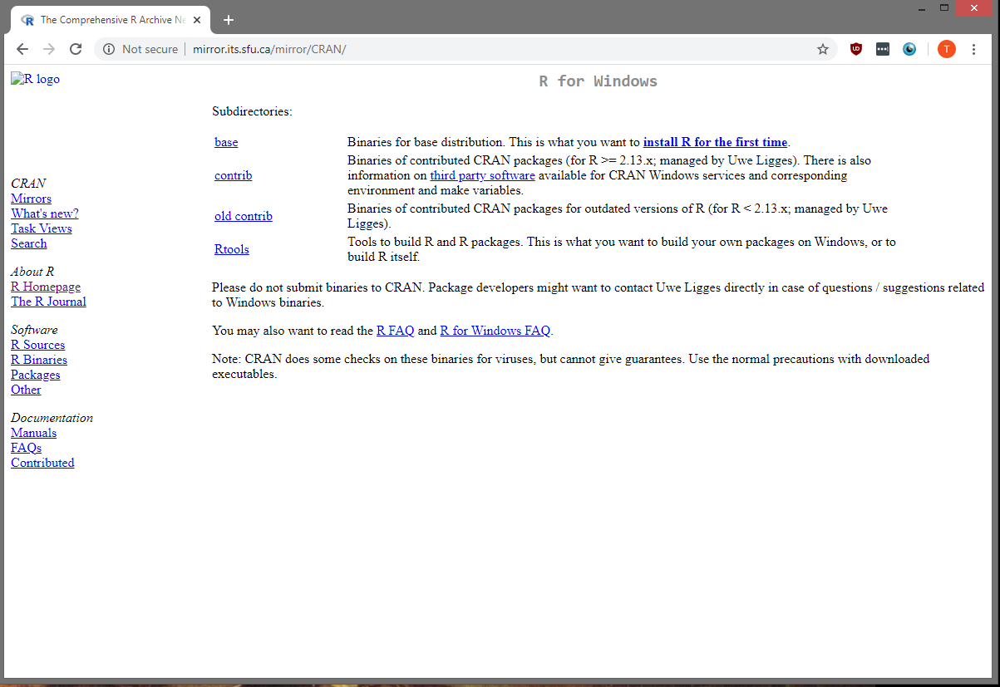 The Comprehensive R Archive Ne
Not secure
mirror.its.sfu.ca/mirror/CRAN/
T
R logo
CRAN
Mirrors
What's new?
Task Views
Search
About R
R Homepage
The R Journal
Software
R Sources
R Binaries
Packages
Other
Documentation
Manuals
FAQs
Contributed
R for Windows
Subdirectories:
base
Binaries for base distribution. This is what you want to install R for the first time.
contrib
Binaries of contributed CRAN packages (for R >= 2.13.x; managed by Uwe Ligges). There is also
information on third party software available for CRAN Windows services and corresponding
environment and make variables.
old contrib
Binaries of contributed CRAN packages for outdated versions of R (for R < 2.13.x; managed by Uwe
Ligges).
Rtools
Tools to build R and R packages. This is what you want to build your own packages on Windows, or to
build R itself.
Please do not submit binaries to CRAN. Package developers might want to contact Uwe Ligges directly in case of questions / suggestions related
to Windows binaries.
You may also want to read the R FAQ and R for Windows FAQ.
Note: CRAN does some checks on these binaries for viruses, but cannot give guarantees. Use the normal precautions with downloaded
executables.